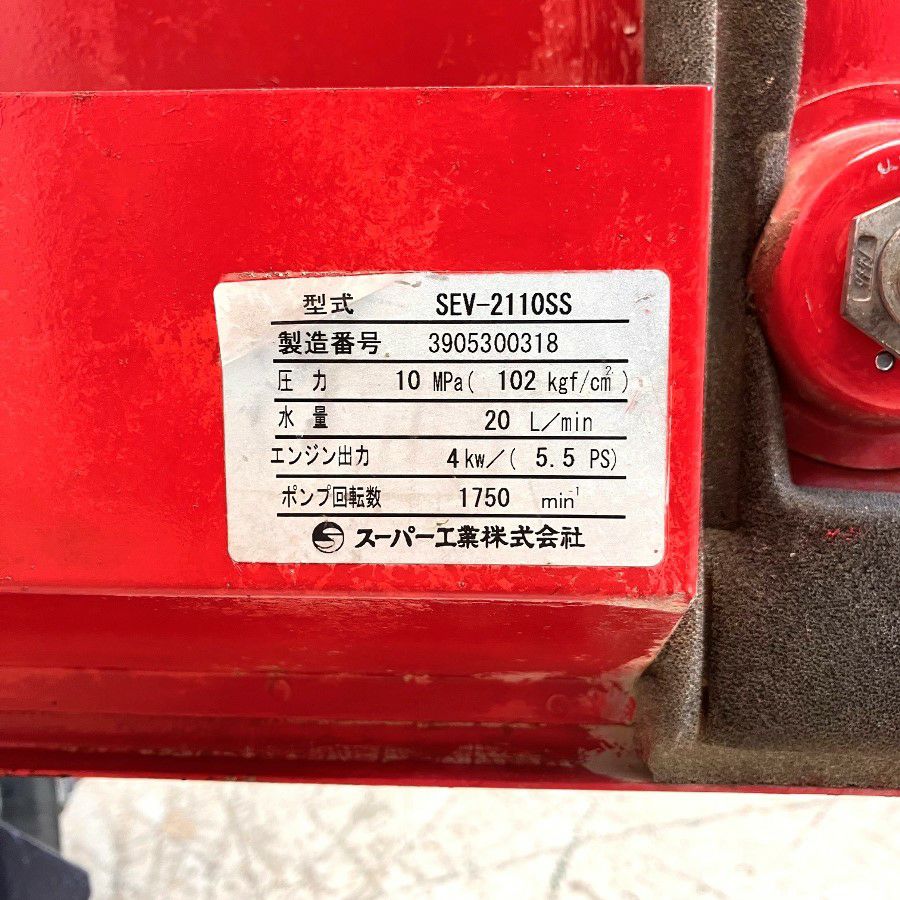 型式 SEV-2110SS
製造番号 3905300318
圧力 10 MPa( 102 kgf/cm²)
水量 20 L/min
エンジン出力 4kw/( 5.5 PS)
ポンプ回転数 1750 min⁻¹
スーパー工業株式会社